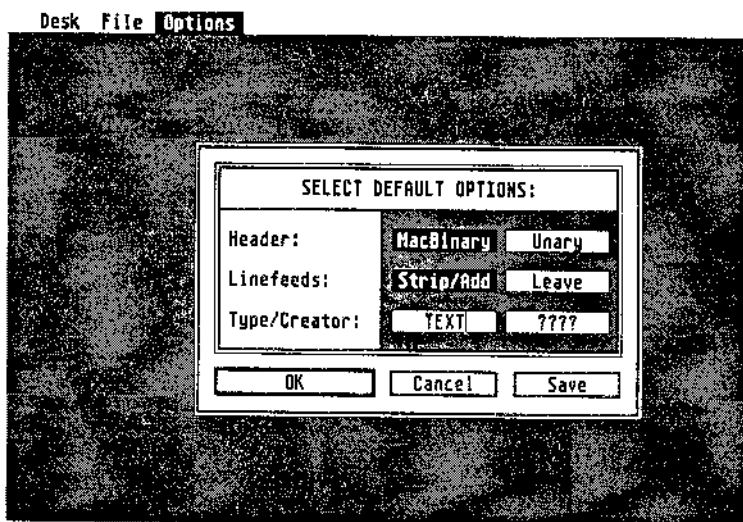 Desk File Options
SELECT DEFAULT OPTIONS:
Header: MacBinary Unary
Linefeeds: Strip/Add Leave
Type/Creator: TEXT ????
OK Cancel Save